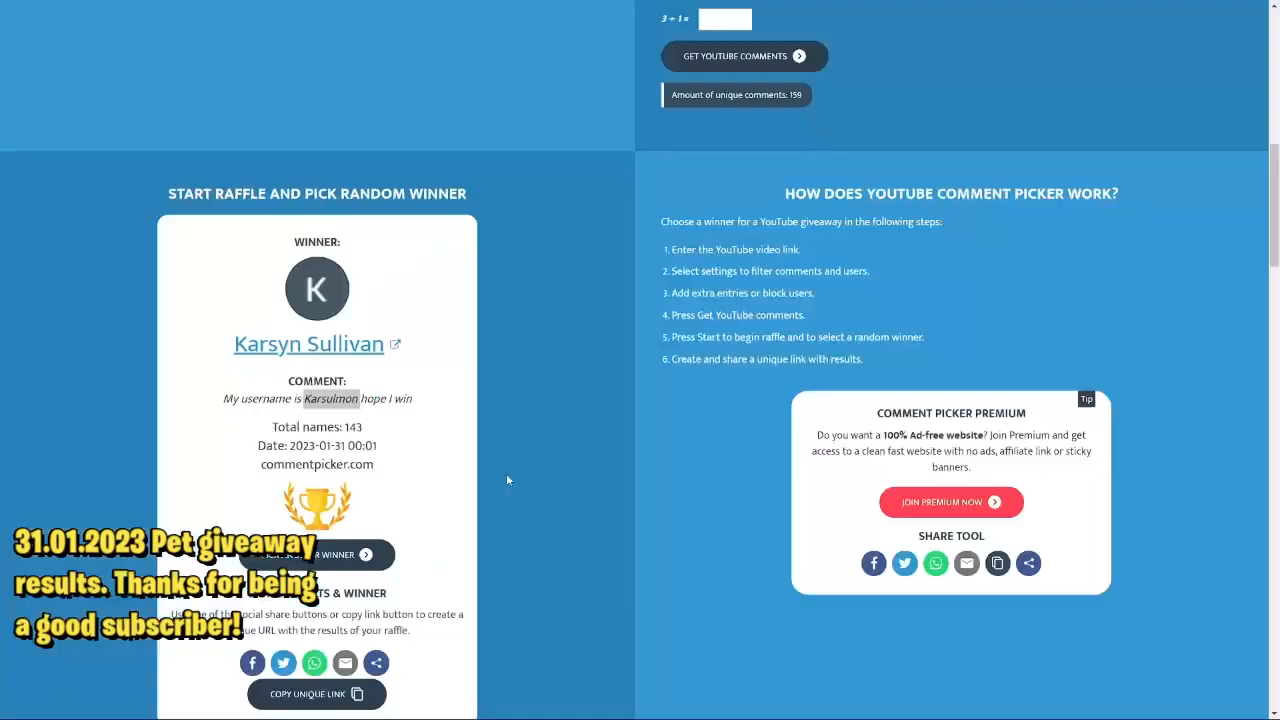 3 ÷ 1 =
GET YOUTUBE COMMENTS
Amount of unique comments: 159
START RAFFLE AND PICK RANDOM WINNER
WINNER:
K
Karsyn Sullivan
COMMENT:
My username is Karsulmon hope I win
Total names: 143
Date: 2023-01-31 00:01
commentpicker.com
WINNER
& WINNER
social share buttons or copy link button to create a
URL with the results of your raffle.
COPY UNIQUE LINK
31.01.2023 Pet giveaway
results. Thanks for being
a good subscriber!
HOW DOES YOUTUBE COMMENT PICKER WORK?
Choose a winner for a YouTube giveaway in the following steps:
1. Enter the YouTube video link.
2. Select settings to filter comments and users.
3. Add extra entries or block users.
4. Press Get YouTube comments.
5. Press Start to begin raffle and to select a random winner.
6. Create and share a unique link with results.
Tip
COMMENT PICKER PREMIUM
Do you want a 100% Ad-free website? Join Premium and get
access to a clean fast website with no ads, affiliate link or sticky
banners.
JOIN PREMIUM NOW
SHARE TOOL